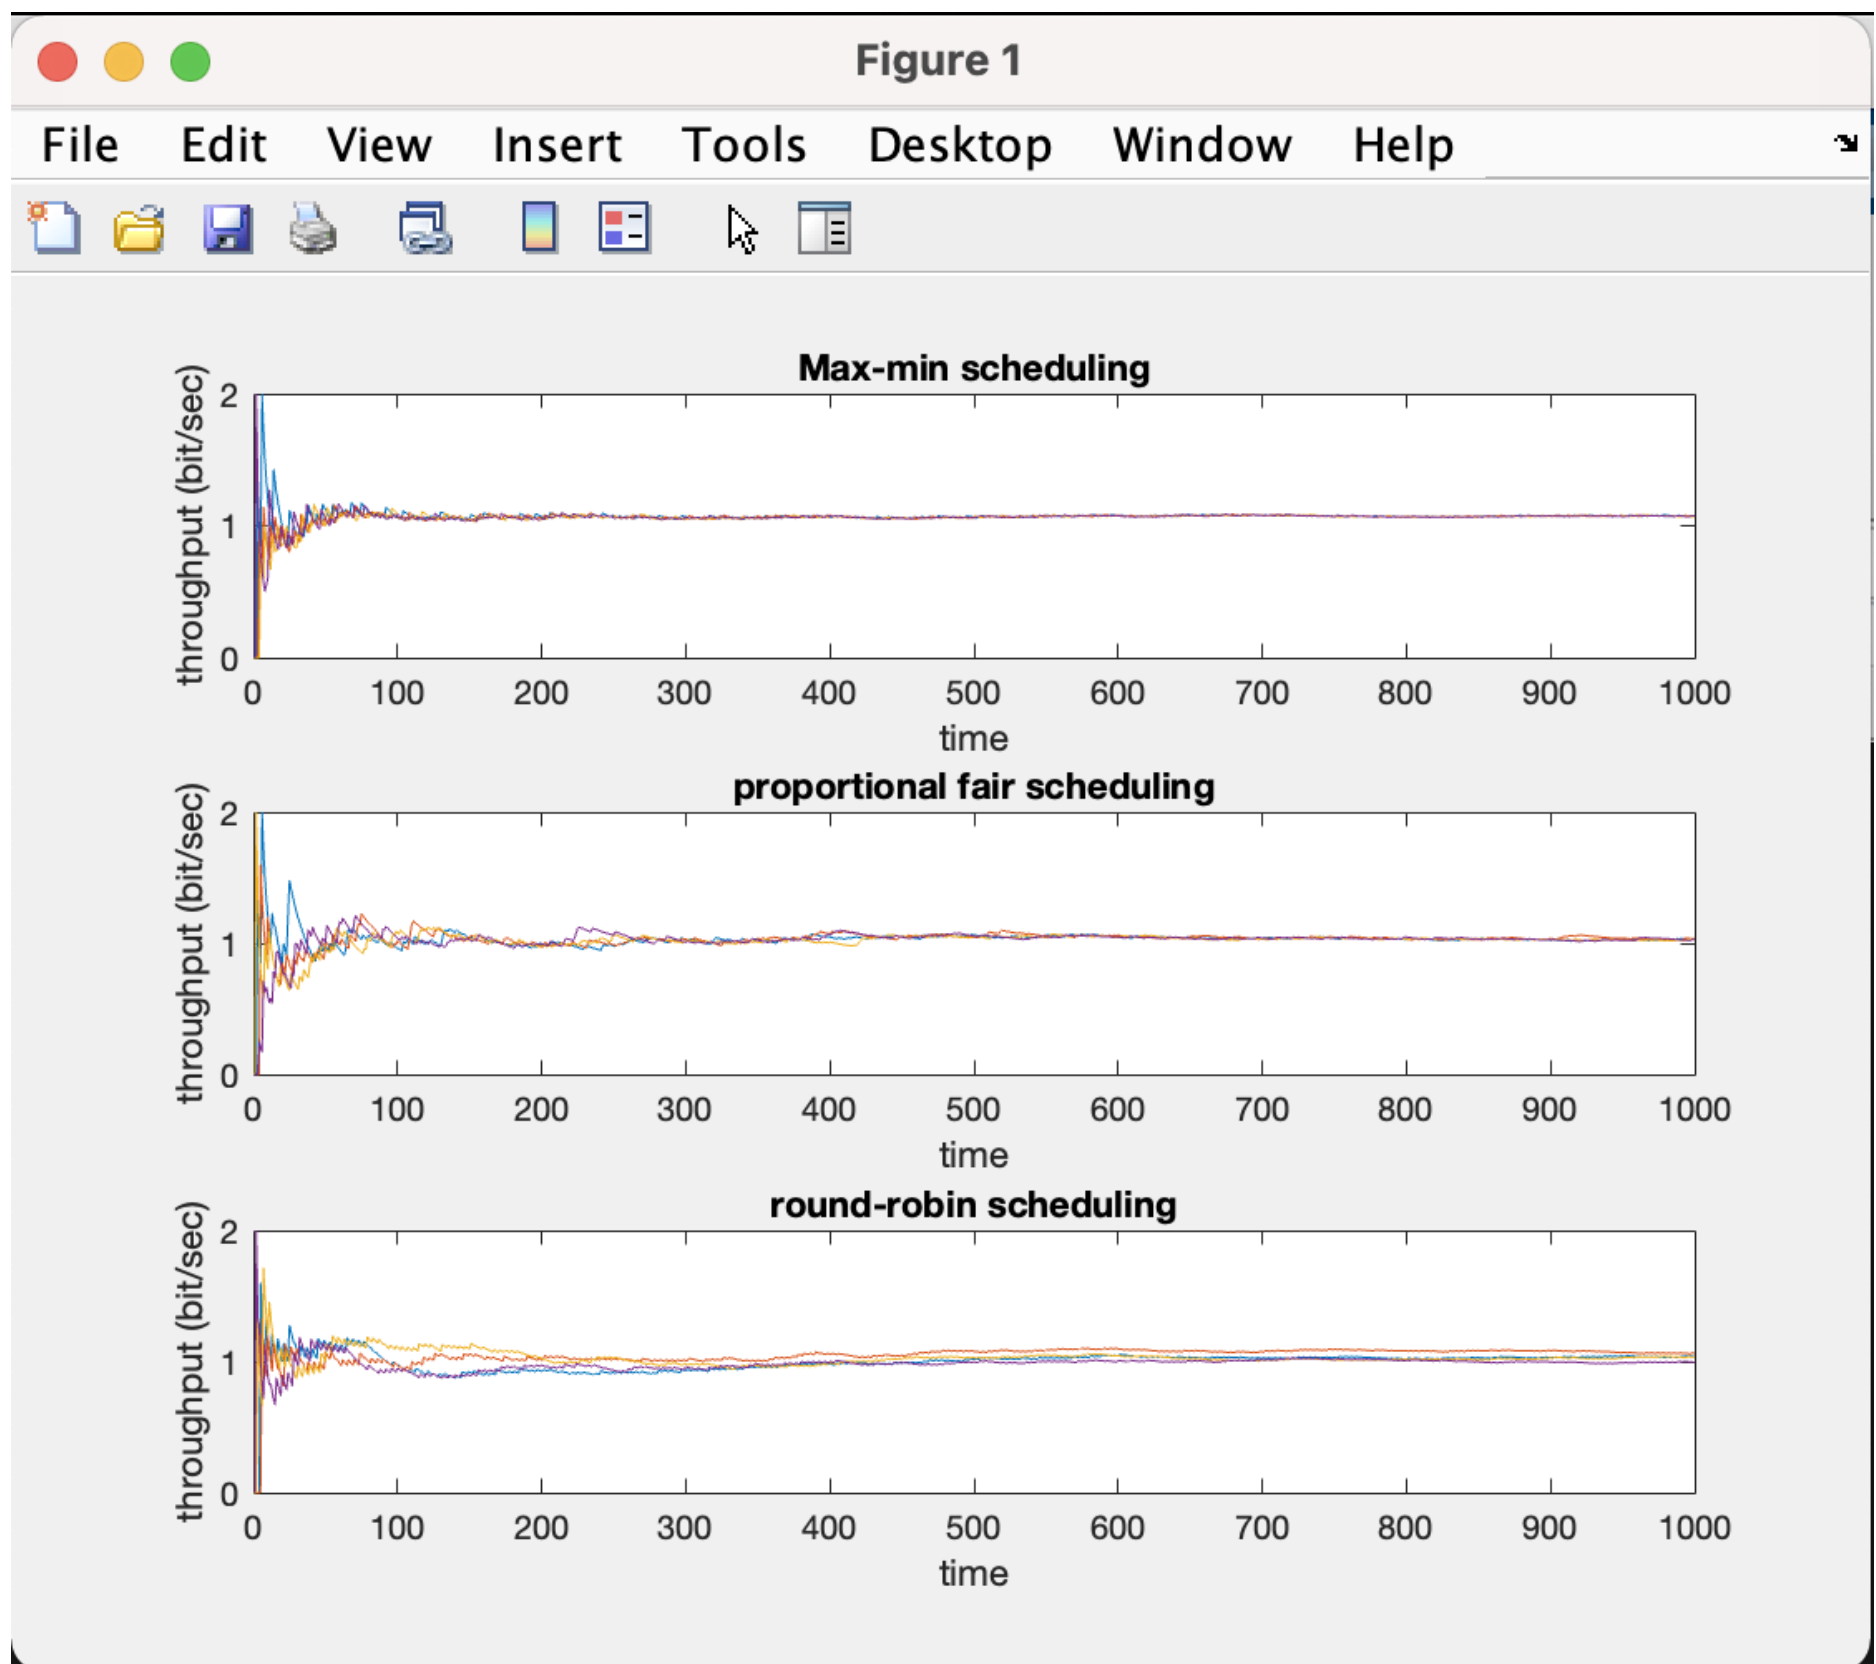 Figure 1
File Edit View Insert Tools Desktop Window Help
Max-min scheduling
throughput (bit/sec)
2
1
0
0 100 200 300 400 500 600 700 800 900 1000
time
proportional fair scheduling
throughput (bit/sec)
2
1
0
0 100 200 300 400 500 600 700 800 900 1000
time
round-robin scheduling
throughput (bit/sec)
2
1
0
0 100 200 300 400 500 600 700 800 900 1000
time